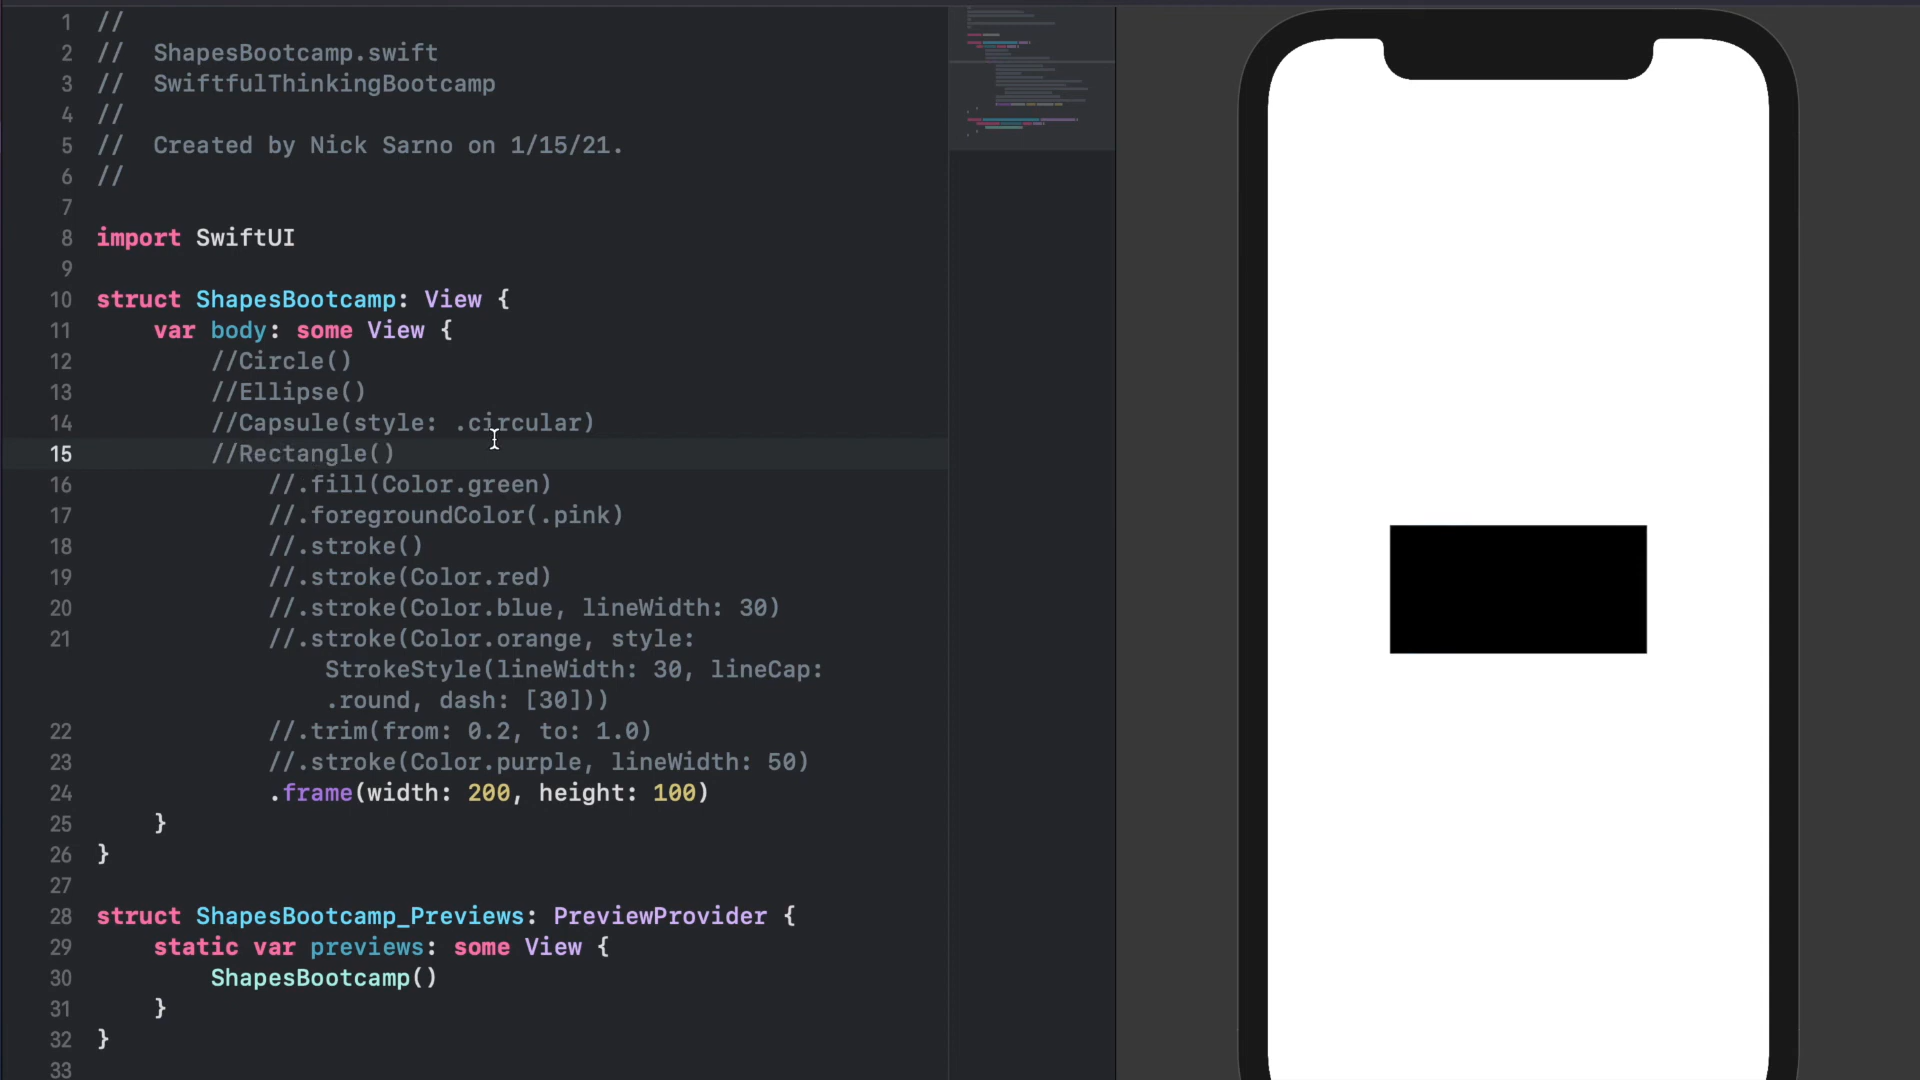 1 //
2 //  ShapesBootcamp.swift
3 //  SwiftfulThinkingBootcamp
4 //
5 //  Created by Nick Sarno on 1/15/21.
6 //
7
8 import SwiftUI
9
10 struct ShapesBootcamp: View {
11     var body: some View {
12         //Circle()
13         //Ellipse()
14         //Capsule(style: .circular)
15         //Rectangle()
16             //.fill(Color.green)
17             //.foregroundColor(.pink)
18             //.stroke()
19             //.stroke(Color.red)
20             //.stroke(Color.blue, lineWidth: 30)
21             //.stroke(Color.orange, style:
                StrokeStyle(lineWidth: 30, lineCap:
                .round, dash: [30]))
22             //.trim(from: 0.2, to: 1.0)
23             //.stroke(Color.purple, lineWidth: 50)
24             .frame(width: 200, height: 100)
25     }
26 }
27
28 struct ShapesBootcamp_Previews: PreviewProvider {
29     static var previews: some View {
30         ShapesBootcamp()
31     }
32 }
33